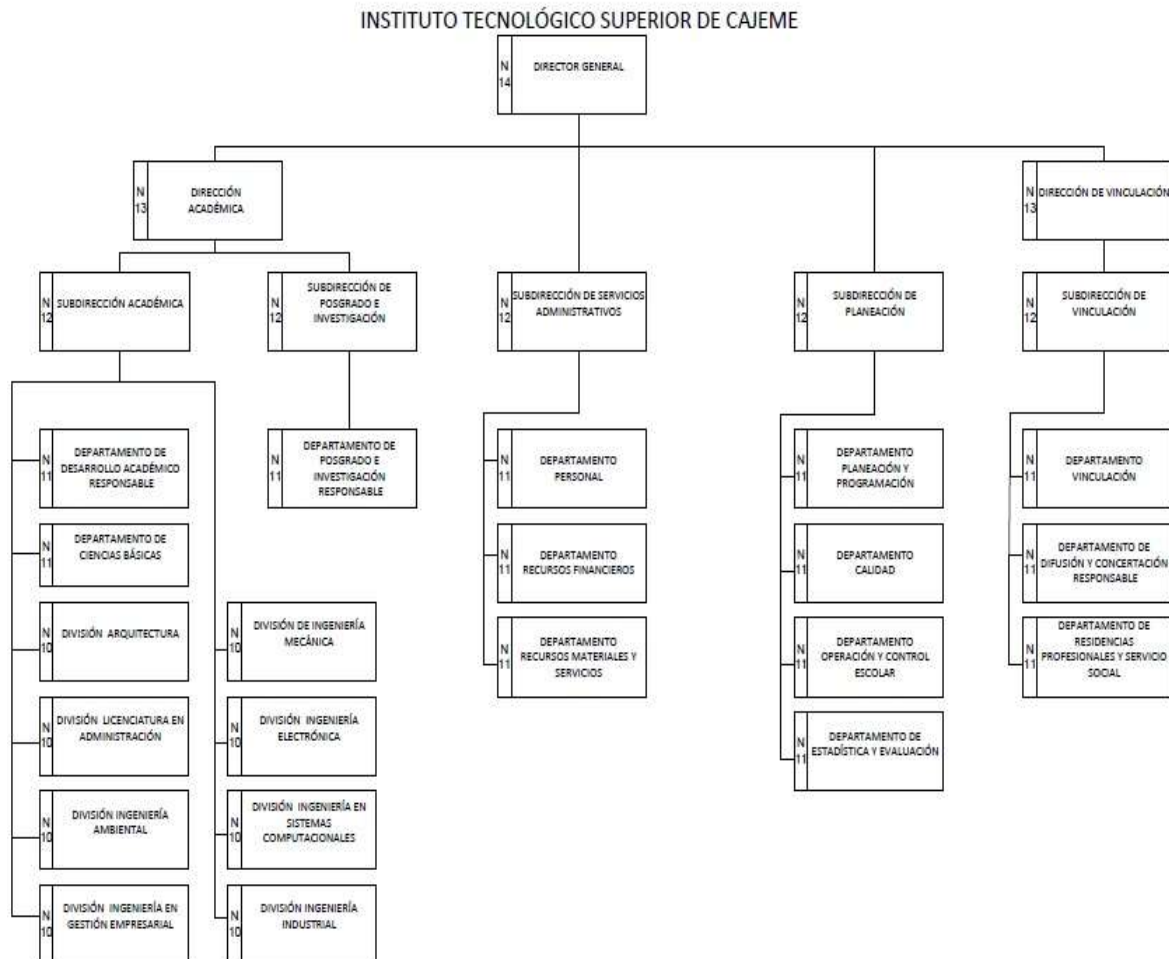 INSTITUTO TECNOLÓGICO SUPERIOR DE CAJEME
N
14
DIRECTOR GENERAL
N
13
DIRECCIÓN
ACADÉMICA
N
13
DIRECCIÓN DE VINCULACIÓN
N
12
SUBDIRECCIÓN ACADÉMICA
N
12
SUBDIRECCIÓN DE
POSGRADO E
INVESTIGACIÓN
N
12
SUBDIRECCIÓN DE SERVICIOS
ADMINISTRATIVOS
N
12
SUBDIRECCIÓN DE
PLANEACIÓN
N
12
SUBDIRECCIÓN DE
VINCULACIÓN
N
11
DEPARTAMENTO DE
DESARROLLO ACADÉMICO
RESPONSABLE
N
11
DEPARTAMENTO DE
POSGRADO E
INVESTIGACIÓN
RESPONSABLE
N
11
DEPARTAMENTO
PERSONAL
N
11
DEPARTAMENTO
PLANEACIÓN Y
PROGRAMACIÓN
N
11
DEPARTAMENTO
VINCULACIÓN
N
11
DEPARTAMENTO DE
CIENCIAS BÁSICAS
N
11
DEPARTAMENTO
RECURSOS FINANCIEROS
N
11
DEPARTAMENTO
CALIDAD
N
11
DEPARTAMENTO DE
DIFUSIÓN Y CONCERTACIÓN
RESPONSABLE
N
10
DIVISIÓN ARQUITECTURA
N
10
DIVISIÓN DE INGENIERÍA
MECÁNICA
N
11
DEPARTAMENTO
RECURSOS MATERIALES Y
SERVICIOS
N
11
DEPARTAMENTO
OPERACIÓN Y CONTROL
ESCOLAR
N
11
DEPARTAMENTO DE
RESIDENCIAS
PROFESIONALES Y SERVICIO
SOCIAL
N
10
DIVISIÓN LICENCIATURA EN
ADMINISTRACIÓN
N
10
DIVISIÓN INGENIERÍA
ELECTRÓNICA
N
11
DEPARTAMENTO DE
ESTADÍSTICA Y EVALUACIÓN
N
10
DIVISIÓN INGENIERÍA
AMBIENTAL
N
10
DIVISIÓN INGENIERÍA EN
SISTEMAS
COMPUTACIONALES
N
10
DIVISIÓN INGENIERÍA EN
GESTIÓN EMPRESARIAL
N
10
DIVISIÓN INGENIERÍA
INDUSTRIAL